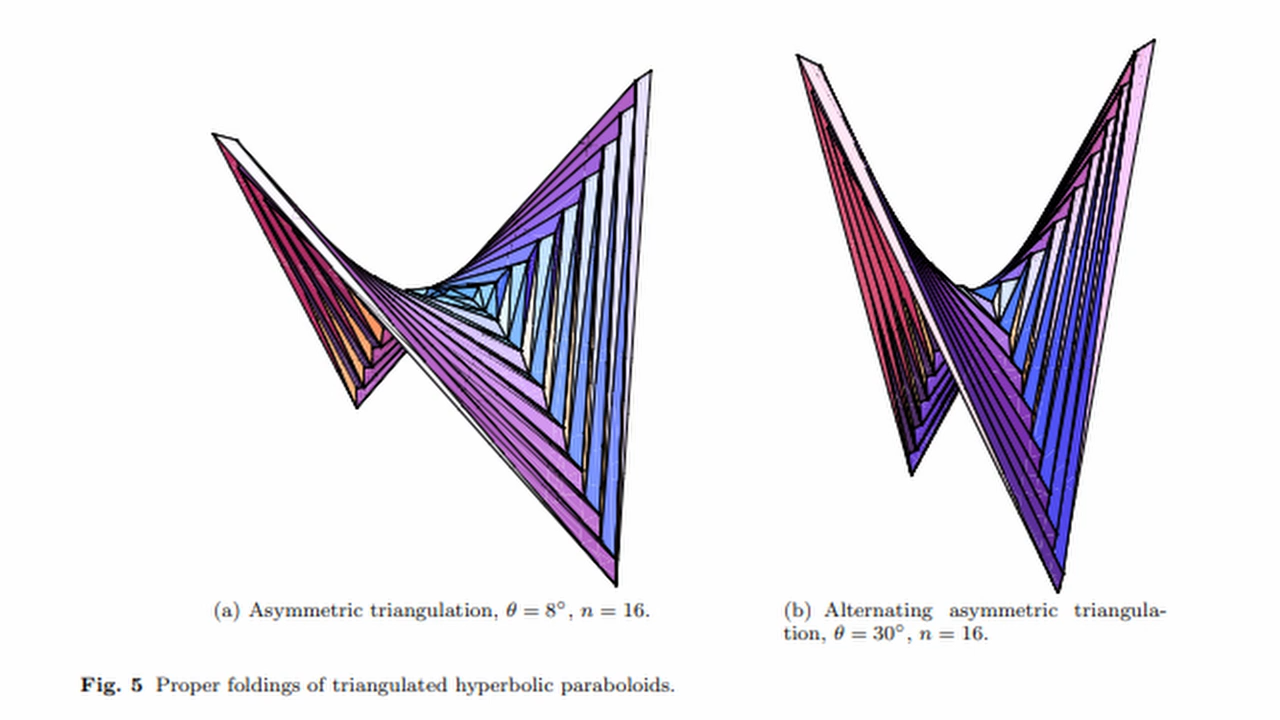 (a) Asymmetric triangulation, θ = 8°, n = 16.
(b) Alternating asymmetric triangula-
tion, θ = 30°, n = 16.
Fig. 5 Proper foldings of triangulated hyperbolic paraboloids.